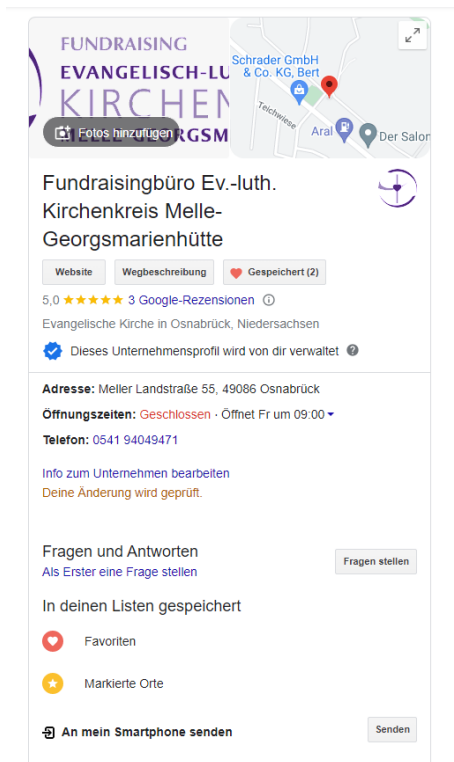 FUNDRAISING
EVANGELISCH-LU
KIRCHEN
MELLE-GEORGSM
Fotos hinzufügen
Schrader GmbH
& Co. KG, Bert
Teichwiese
Aral
Der Salon
Fundraisingbüro Ev.-luth.
Kirchenkreis Melle-
Georgsmarienhütte
Website Wegbeschreibung Gespeichert (2)
5,0 ★★★★★ 3 Google-Rezensionen
Evangelische Kirche in Osnabrück, Niedersachsen
Dieses Unternehmensprofil wird von dir verwaltet
Adresse: Meller Landstraße 55, 49086 Osnabrück
Öffnungszeiten: Geschlossen · Öffnet Fr um 09:00
Telefon: 0541 94049471
Info zum Unternehmen bearbeiten
Deine Änderung wird geprüft.
Fragen und Antworten
Fragen stellen
Als Erster eine Frage stellen
In deinen Listen gespeichert
Favoriten
Markierte Orte
An mein Smartphone senden
Senden